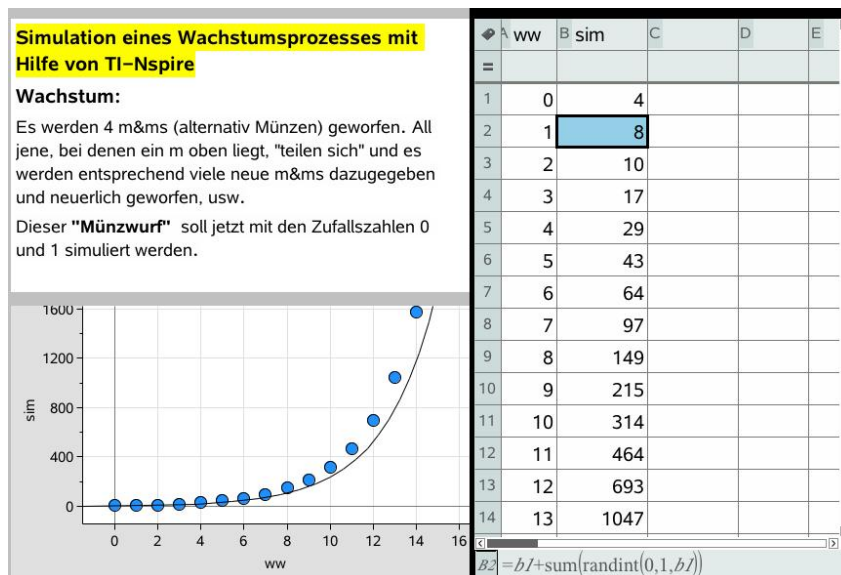 Simulation eines Wachstumsprozesses mit
Hilfe von TI-Nspire
Wachstum:
Es werden 4 m&ms (alternativ Münzen) geworfen. All
jene, bei denen ein m oben liegt, "teilen sich" und es
werden entsprechend viele neue m&ms dazugegeben
und neuerlich geworfen, usw.
Dieser "Münzwurf" soll jetzt mit den Zufallszahlen 0
und 1 simuliert werden.
1600
1200
800
400
0
sim
0 2 4 6 8 10 12 14 16
ww
A ww B sim C D E
=
1 0 4
2 1 8
3 2 10
4 3 17
5 4 29
6 5 43
7 6 64
8 7 97
9 8 149
10 9 215
11 10 314
12 11 464
13 12 693
14 13 1047
B2 =b1+sum(randint(0,1,b1))